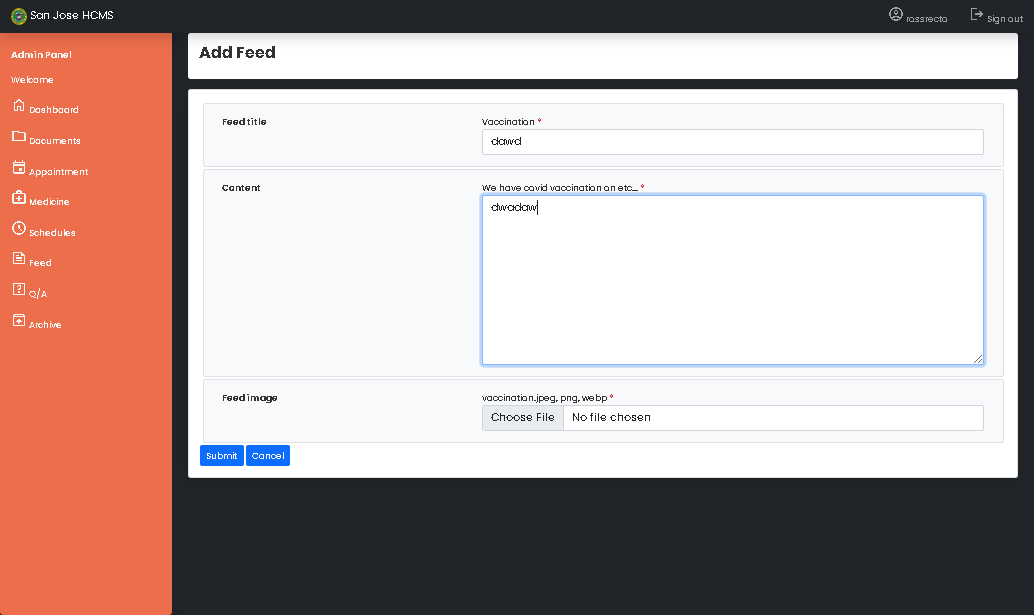 San Jose HCMS
rassrecta
Sign out
Admin Panel
Welcome
Dashboard
Documents
Appointment
Medicine
Schedules
Feed
Q/A
Archive
Add Feed
Feed title
Vaccination *
dawd
Content
We have covid vaccination an etc... *
dwadaw
Feed image
vaccination.jpeg, png, webp *
Choose File No file chosen
Submit Cancel